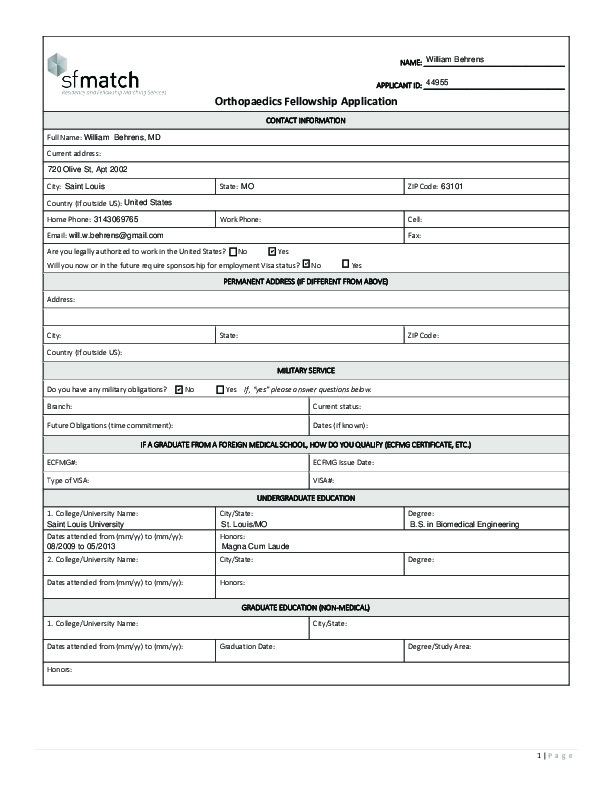 NAME: William Behrens
sfmatch
Residency and Fellowship Matching Services
APPLICANT ID: 44955
Orthopaedics Fellowship Application
CONTACT INFORMATION
Full Name: William Behrens, MD
Current address:
720 Olive St, Apt 2002
City: Saint Louis State: MO ZIP Code: 63101
Country (if outside US): United States
Home Phone: 3143069765 Work Phone: Cell:
Email: will.w.behrens@gmail.com Fax:
Are you legally authorized to work in the United States? No Yes
Will you now or in the future require sponsorship for employment Visa status? No Yes
PERMANENT ADDRESS (IF DIFFERENT FROM ABOVE)
Address:
City: State: ZIP Code:
Country (if outside US):
MILITARY SERVICE
Do you have any military obligations? No Yes If, "yes" please answer questions below.
Branch: Current status:
Future Obligations (time commitment): Dates (if known):
IF A GRADUATE FROM A FOREIGN MEDICAL SCHOOL, HOW DO YOU QUALIFY (ECFMG CERTIFICATE, ETC.)
ECFMG#: ECFMG Issue Date:
Type of VISA: VISA#:
UNDERGRADUATE EDUCATION
1. College/University Name: City/State: Degree:
Saint Louis University St. Louis/MO B.S. in Biomedical Engineering
Dates attended from (mm/yy) to (mm/yy): Honors:
08/2009 to 05/2013 Magna Cum Laude
2. College/University Name: City/State: Degree:
Dates attended from (mm/yy) to (mm/yy): Honors:
GRADUATE EDUCATION (NON-MEDICAL)
1. College/University Name: City/State:
Dates attended from (mm/yy) to (mm/yy): Graduation Date: Degree/Study Area:
Honors:
1 | Page